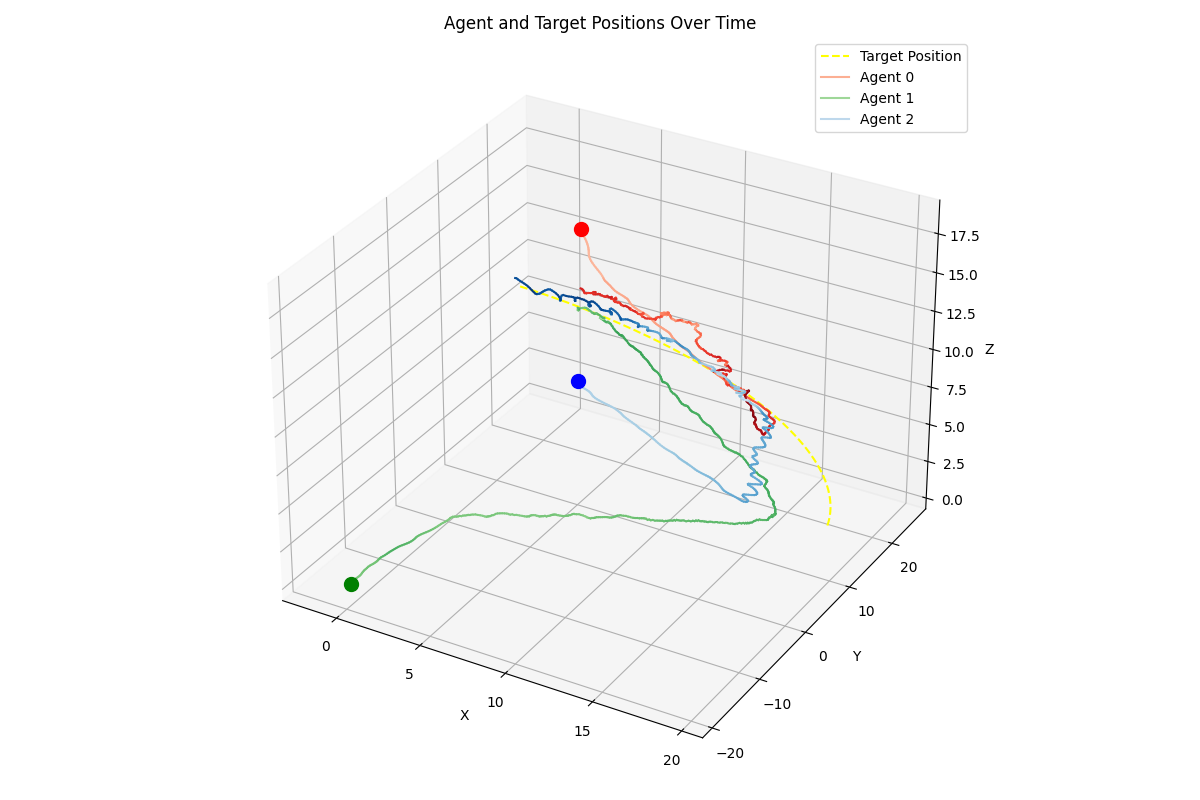 Agent and Target Positions Over Time
Target Position
Agent 0
Agent 1
Agent 2
17.5
15.0
12.5
10.0
Z
7.5
5.0
2.5
0.0
20
10
0
Y
−10
−20
0
5
10
X
15
20